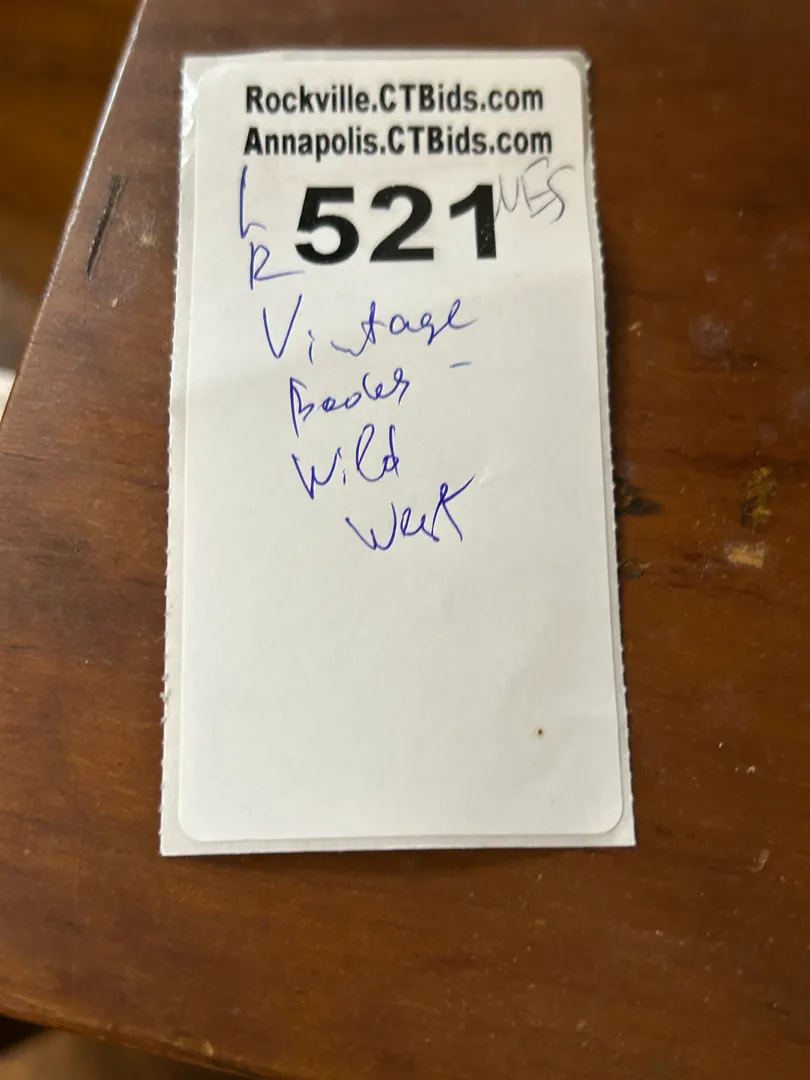 Rockville.CTBids.com
Annapolis.CTBids.com
L
R
521
Vintage
Books -
Wild
West